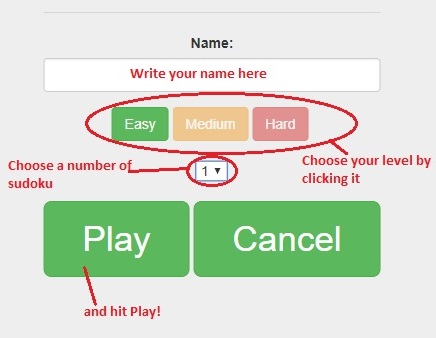 Name:
Write your name here
Easy Medium Hard
Choose a number of
sudoku
1
Choose your level by
clicking it
Play Cancel
and hit Play!